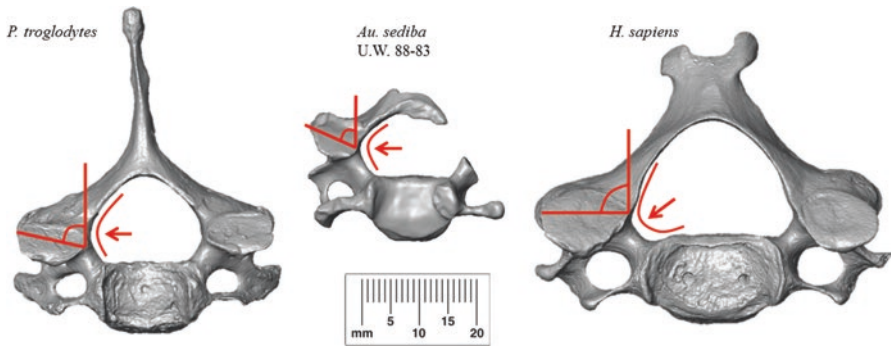 P. troglodytes
Au. sediba
U.W. 88-83
H. sapiens
mm 5 10 15 20